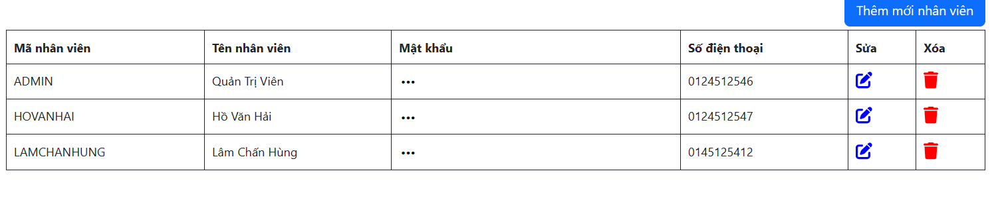 Thêm mới nhân viên
Mã nhân viên Tên nhân viên Mật khẩu Số điện thoại Sửa Xóa
ADMIN Quản Trị Viên ••• 0124512546
HOVANHAI Hồ Văn Hải ••• 0124512547
LAMCHANHUNG Lâm Chấn Hùng ••• 0145125412